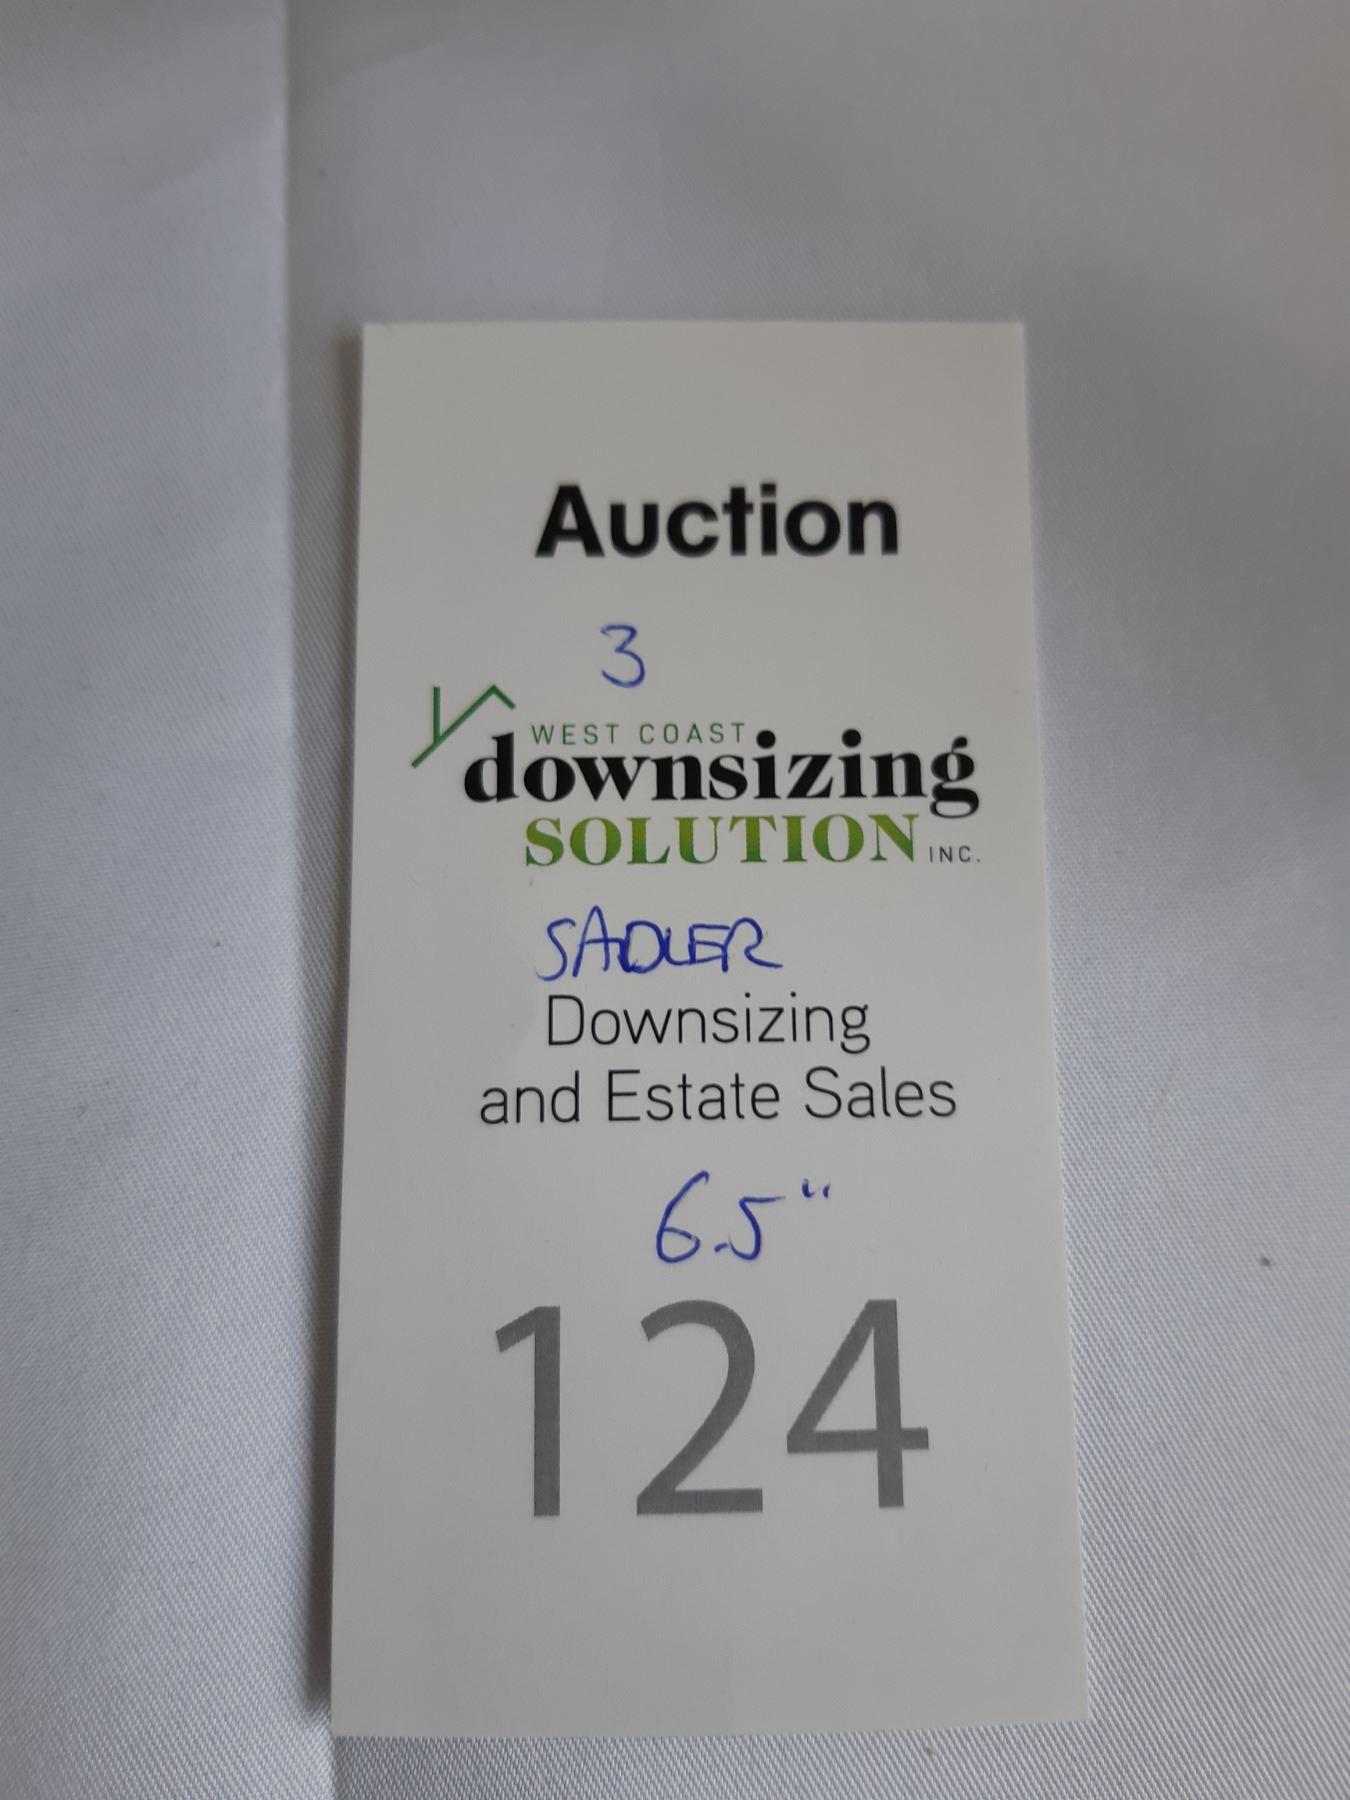 Auction
3
WEST COAST
downsizing
SOLUTION INC.
SADLER
Downsizing
and Estate Sales
6.5"
124